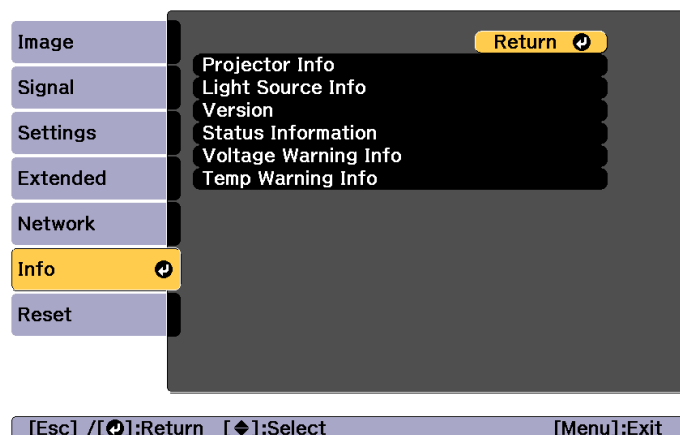 Image
Signal
Settings
Extended
Network
Info
Reset
Return
Projector Info
Light Source Info
Version
Status Information
Voltage Warning Info
Temp Warning Info
[Esc] /[ ]:Return [ ]:Select [Menu]:Exit